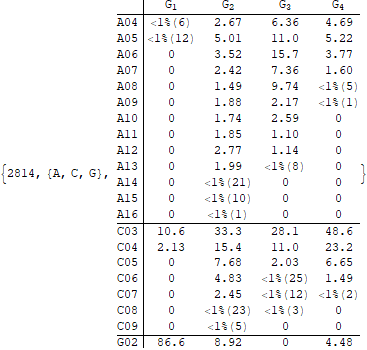 G1 G2 G3 G4
A04 <1%(6) 2.67 6.36 4.69
A05 <1%(12) 5.01 11.0 5.22
A06 0 3.52 15.7 3.77
A07 0 2.42 7.36 1.60
A08 0 1.49 9.74 <1%(5)
A09 0 1.88 2.17 <1%(1)
A10 0 1.74 2.59 0
A11 0 1.85 1.10 0
A12 0 2.77 1.14 0
{2814, {A, C, G}, A13 0 1.99 <1%(8) 0 }
A14 0 <1%(21) 0 0
A15 0 <1%(10) 0 0
A16 0 <1%(1) 0 0
C03 10.6 33.3 28.1 48.6
C04 2.13 15.4 11.0 23.2
C05 0 7.68 2.03 6.65
C06 0 4.83 <1%(25) 1.49
C07 0 2.45 <1%(12) <1%(2)
C08 0 <1%(23) <1%(3) 0
C09 0 <1%(5) 0 0
G02 86.6 8.92 0 4.48